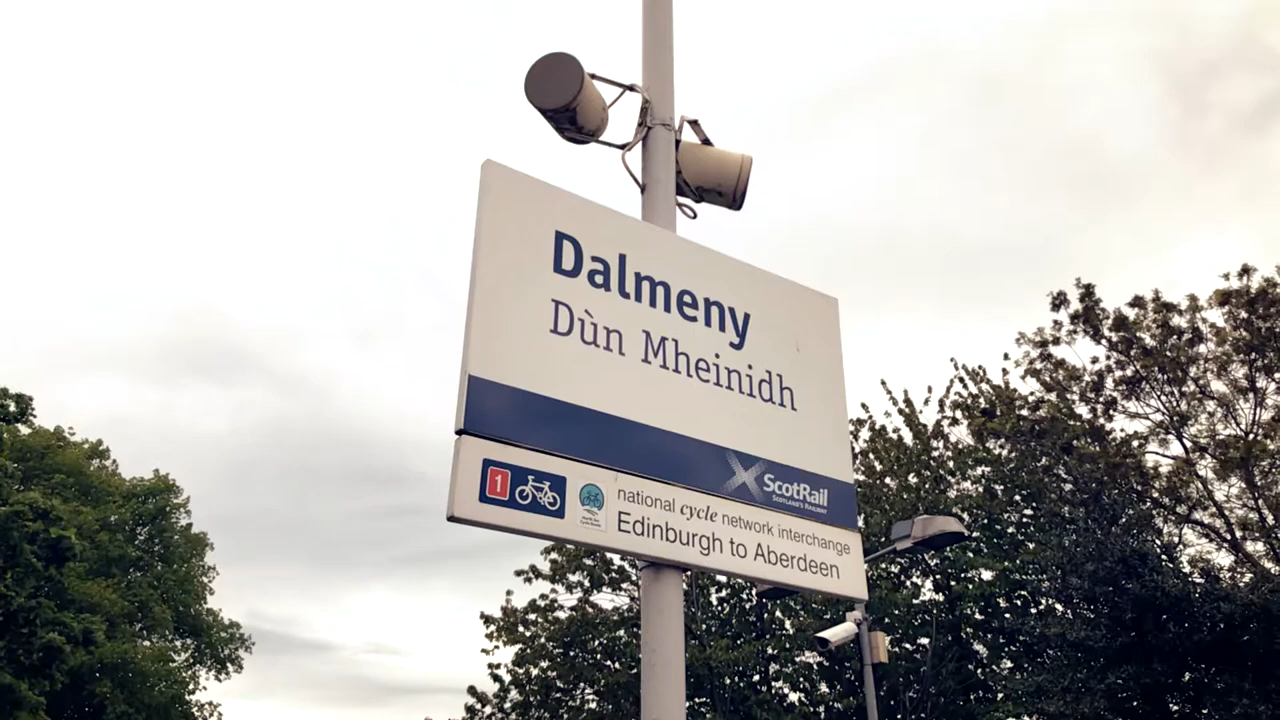 Dalmeny
Dùn Mheinidh
ScotRail
SCOTLAND'S RAILWAY
1
national cycle network interchange
Edinburgh to Aberdeen